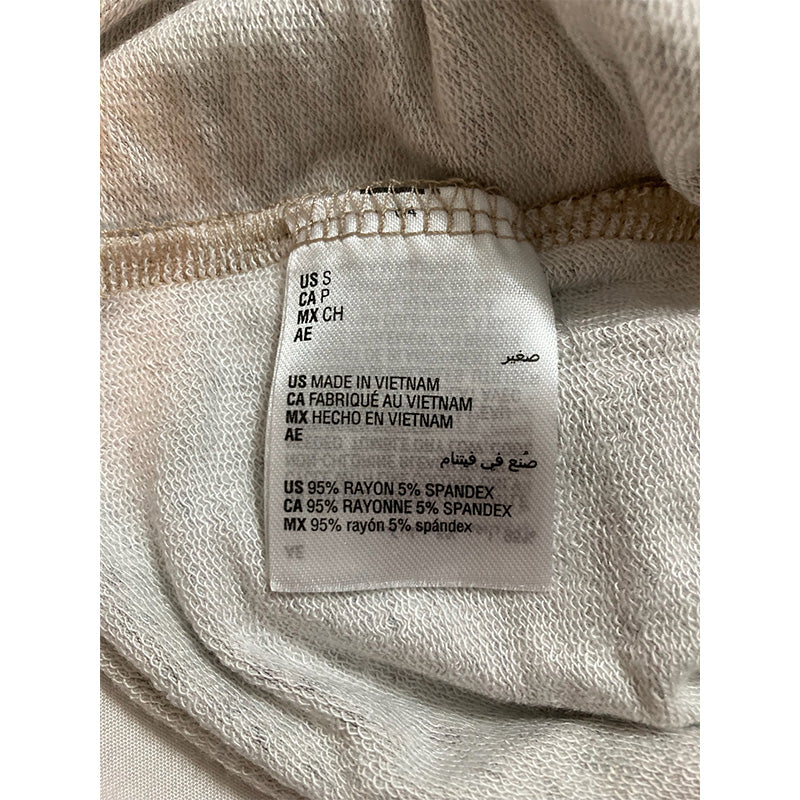 US S
CA P
MX CH
AE
صغير
US MADE IN VIETNAM
CA FABRIQUÉ AU VIETNAM
MX HECHO EN VIETNAM
AE
صُنع في فيتنام
US 95% RAYON 5% SPANDEX
CA 95% RAYONNE 5% SPANDEX
MX 95% rayón 5% spándex